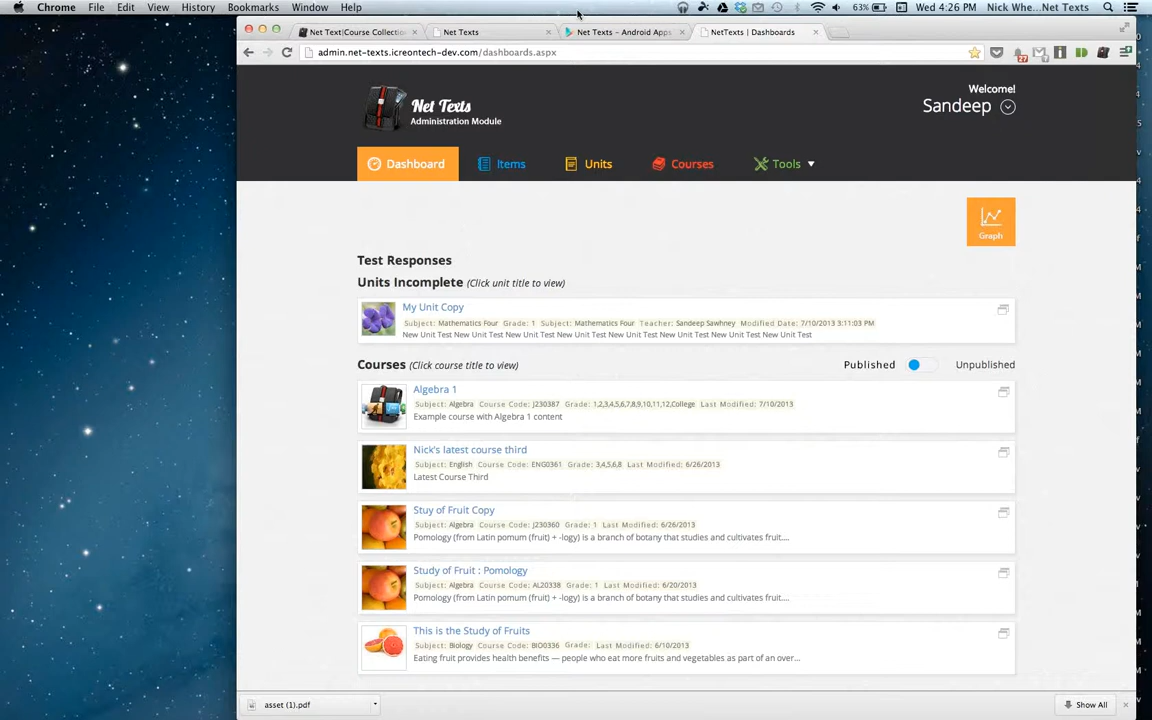 Chrome File Edit View History Bookmarks Window Help 63% Wed 4:26 PM Nick Whe...Net Texts
Net Text|Course Collectio Net Texts Net Texts - Android Apps NetTexts | Dashboards
admin.net-texts.icreontech-dev.com/dashboards.aspx 27
Welcome!
Sandeep
Net Texts
Administration Module
Dashboard Items Units Courses Tools
Graph
Test Responses
Units Incomplete (Click unit title to view)
My Unit Copy
Subject: Mathematics Four Grade: 1 Subject: Mathematics Four Teacher: Sandeep Sawhney Modified Date: 7/10/2013 3:11:03 PM
New Unit Test New Unit Test New Unit Test New Unit Test New Unit Test New Unit Test New Unit Test New Unit Test
Courses (Click course title to view) Published Unpublished
Algebra 1
Subject: Algebra Course Code: J230387 Grade: 1,2,3,4,5,6,7,8,9,10,11,12,College Last Modified: 7/10/2013
Example course with Algebra 1 content
Nick's latest course third
Subject: English Course Code: ENG0361 Grade: 3,4,5,6,8 Last Modified: 6/26/2013
Latest Course Third
Stuy of Fruit Copy
Subject: Algebra Course Code: J230360 Grade: 1 Last Modified: 6/26/2013
Pomology (from Latin pomum (fruit) + -logy) is a branch of botany that studies and cultivates fruit....
Study of Fruit : Pomology
Subject: Algebra Course Code: AL20338 Grade: 1 Last Modified: 6/20/2013
Pomology (from Latin pomum (fruit) + -logy) is a branch of botany that studies and cultivates fruit....
This is the Study of Fruits
Subject: Biology Course Code: BIO0336 Grade: Last Modified: 6/10/2013
Eating fruit provides health benefits — people who eat more fruits and vegetables as part of an over...
asset (1).pdf Show All